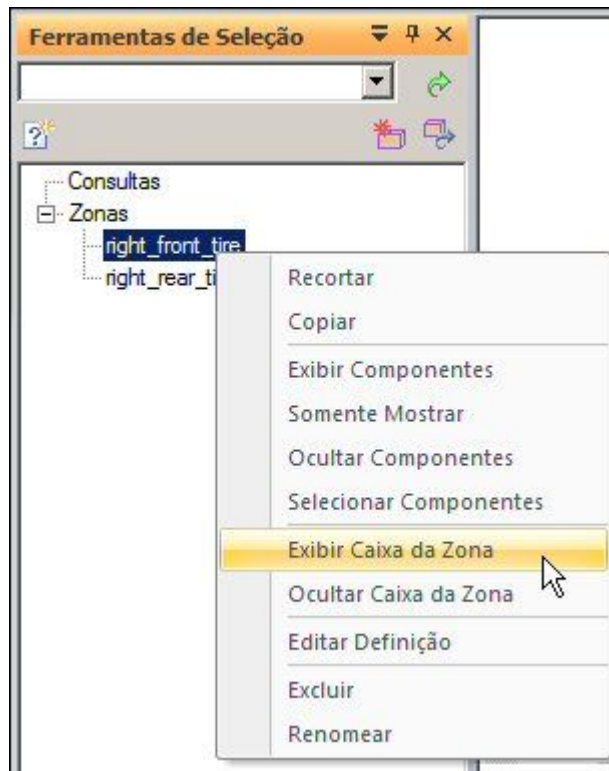 Ferramentas de Seleção
Consultas
Zonas
right_front_tire
right_rear_ti
Recortar
Copiar
Exibir Componentes
Somente Mostrar
Ocultar Componentes
Selecionar Componentes
Exibir Caixa da Zona
Ocultar Caixa da Zona
Editar Definição
Excluir
Renomear